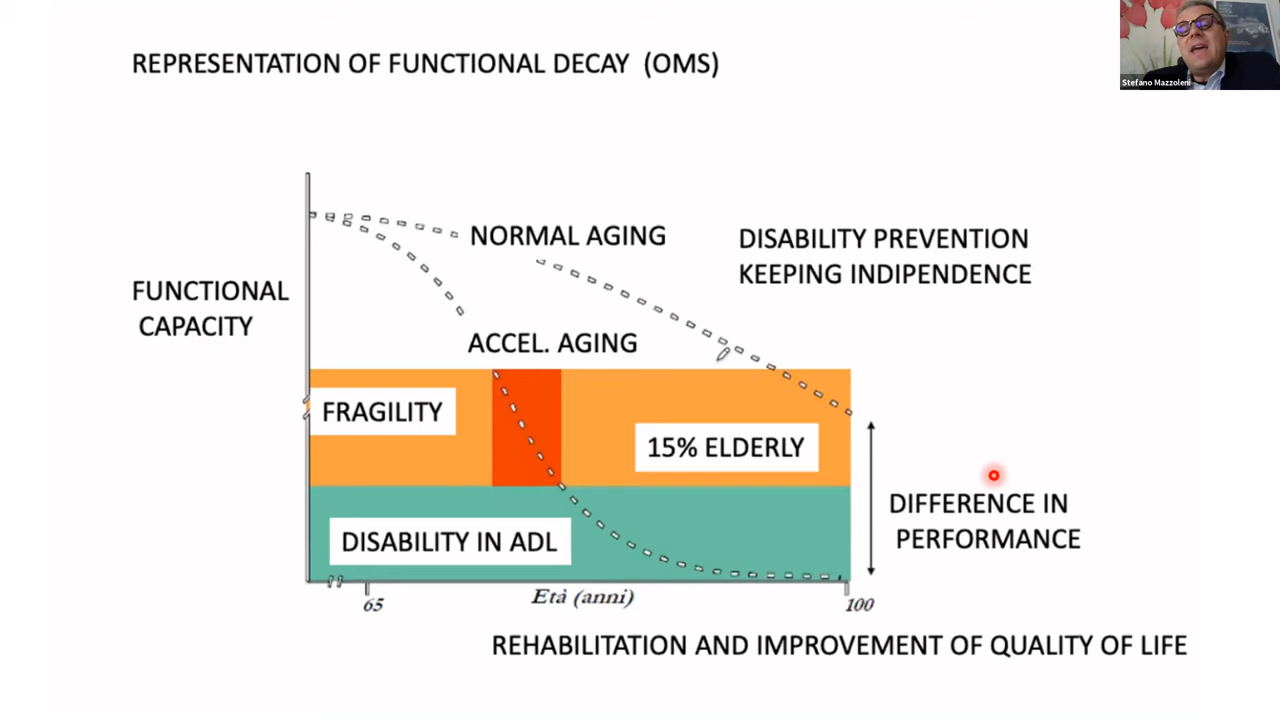 REPRESENTATION OF FUNCTIONAL DECAY (OMS)
Stefano Mazzoleni
NORMAL AGING
DISABILITY PREVENTION
KEEPING INDIPENDENCE
FUNCTIONAL
CAPACITY
ACCEL. AGING
FRAGILITY
15% ELDERLY
DIFFERENCE IN
PERFORMANCE
DISABILITY IN ADL
65
Età (anni)
100
REHABILITATION AND IMPROVEMENT OF QUALITY OF LIFE